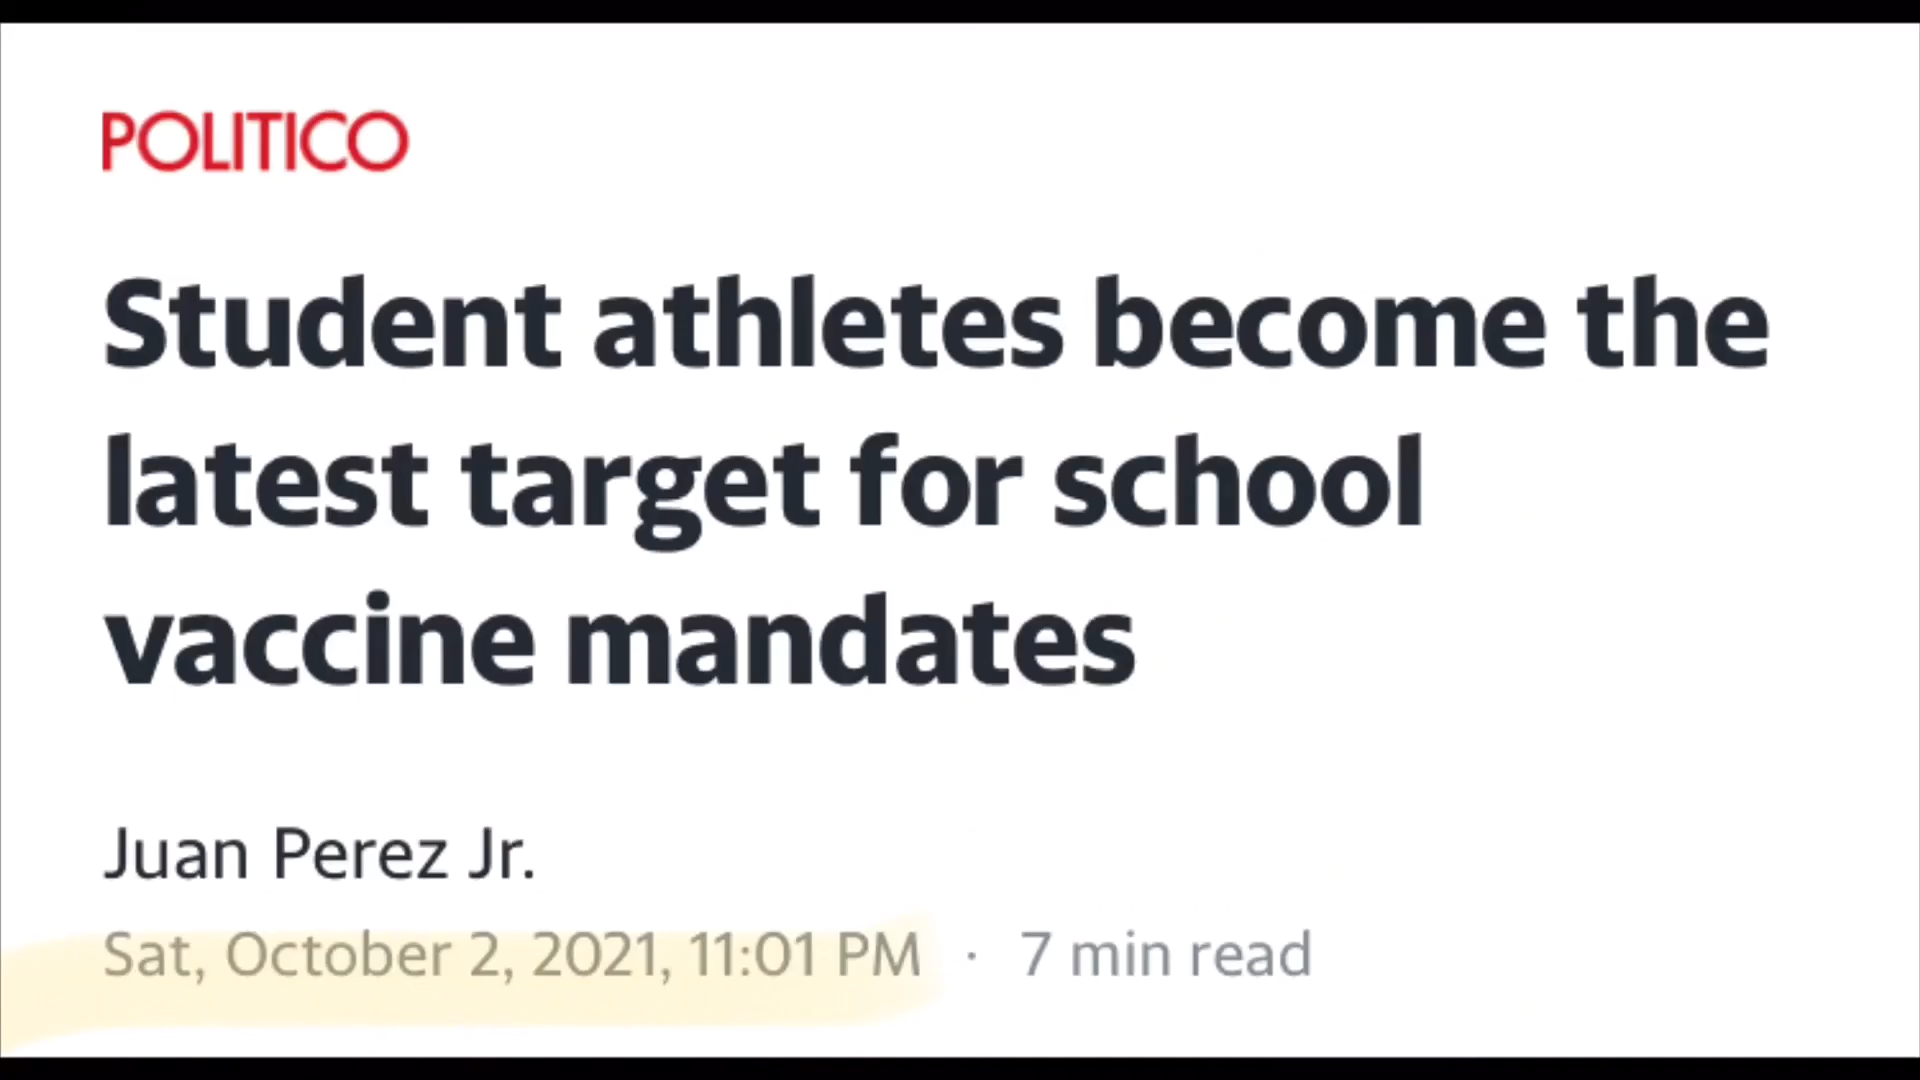 POLITICO
Student athletes become the
latest target for school
vaccine mandates
Juan Perez Jr.
Sat, October 2, 2021, 11:01 PM · 7 min read